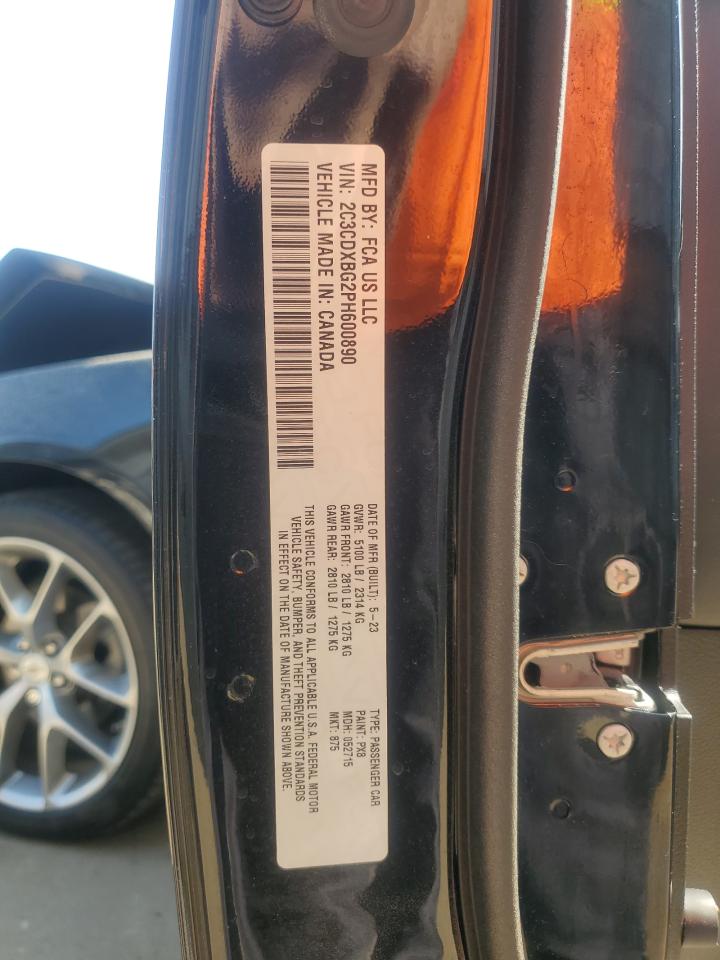 MFD BY: FCA US LLC
VIN: 2C3CDXBG2PH600890
VEHICLE MADE IN: CANADA
DATE OF MFR (BUILT): 5-23
GVWR: 5100 LB / 2314 KG
GAWR FRONT: 2810 LB / 1275 KG
GAWR REAR: 2810 LB / 1275 KG
TYPE: PASSENGER CAR
PAINT: PX8
MDH: 052715
MKT: 875
THIS VEHICLE CONFORMS TO ALL APPLICABLE U.S.A. FEDERAL MOTOR
VEHICLE SAFETY, BUMPER, AND THEFT PREVENTION STANDARDS
IN EFFECT ON THE DATE OF MANUFACTURE SHOWN ABOVE.